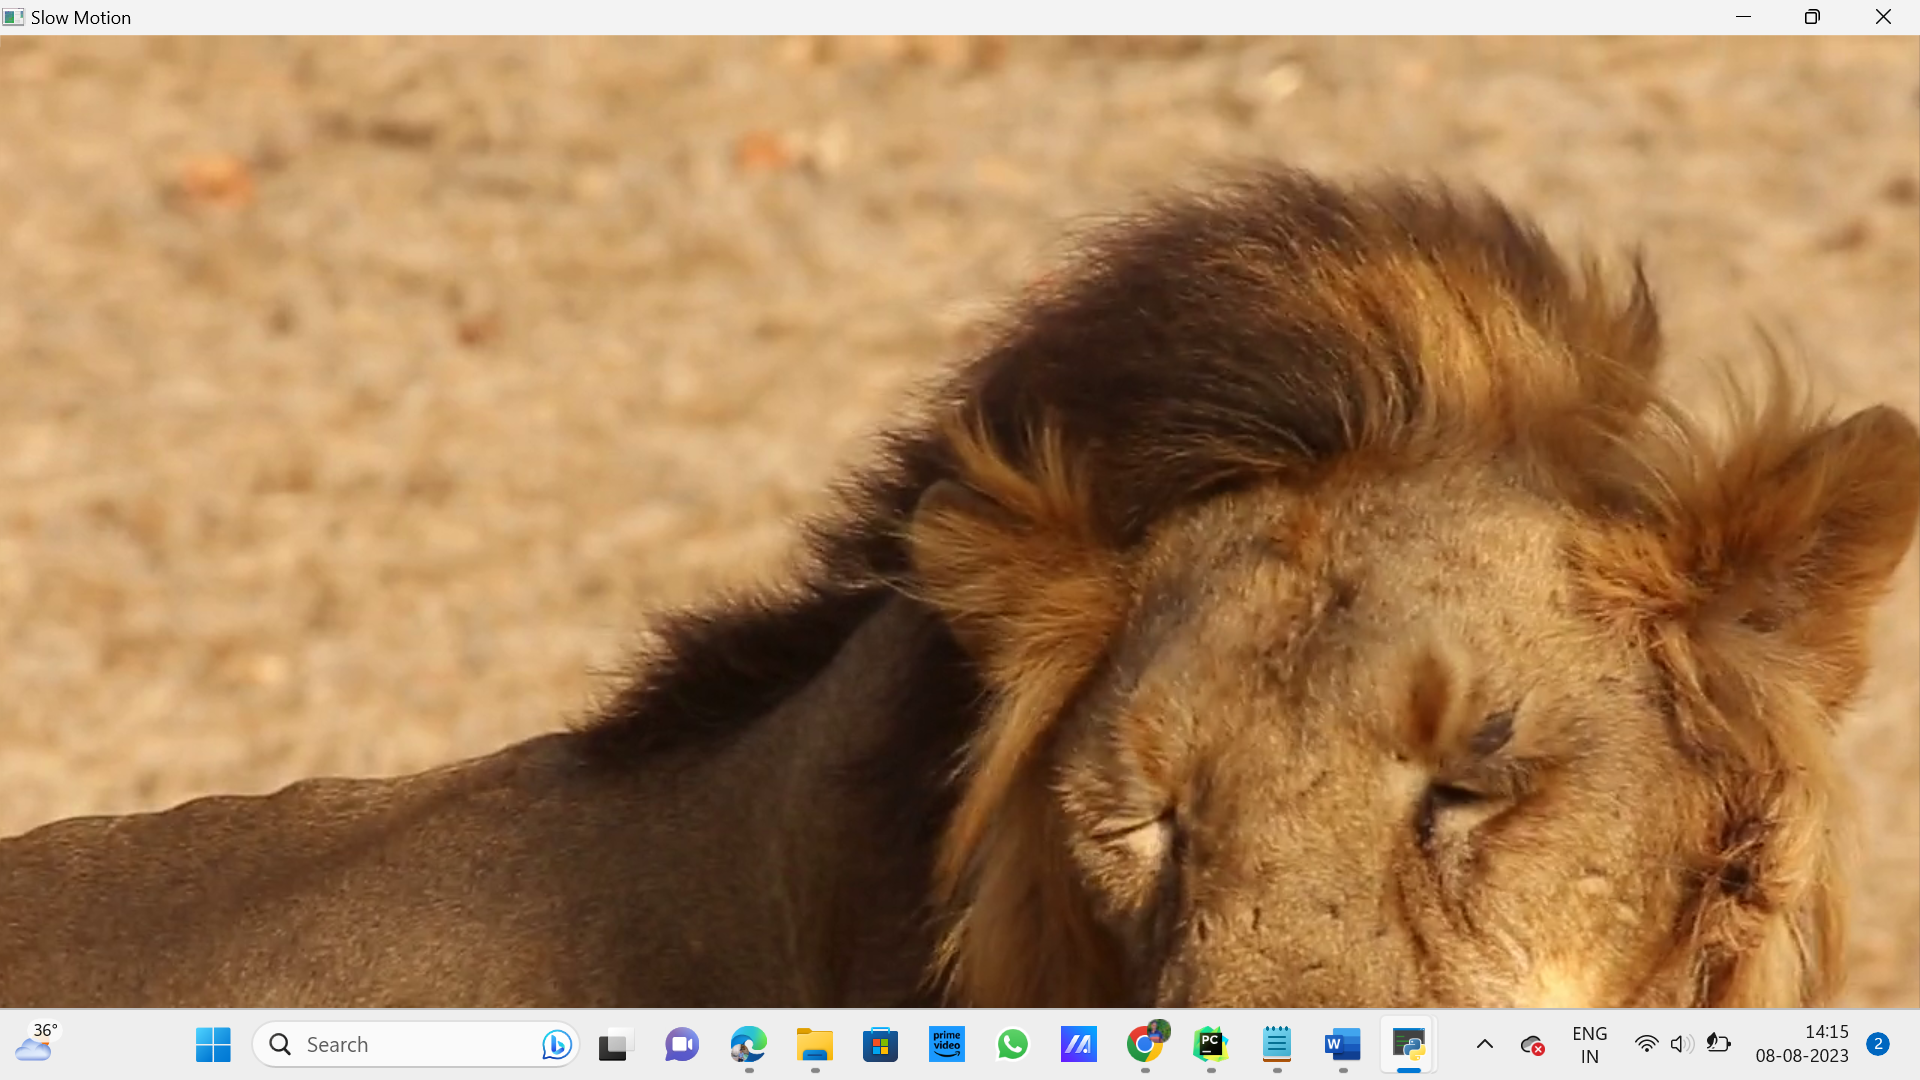 Slow Motion
36°
Search
prime
video
PC
W
ENG
IN
14:15
08-08-2023
2